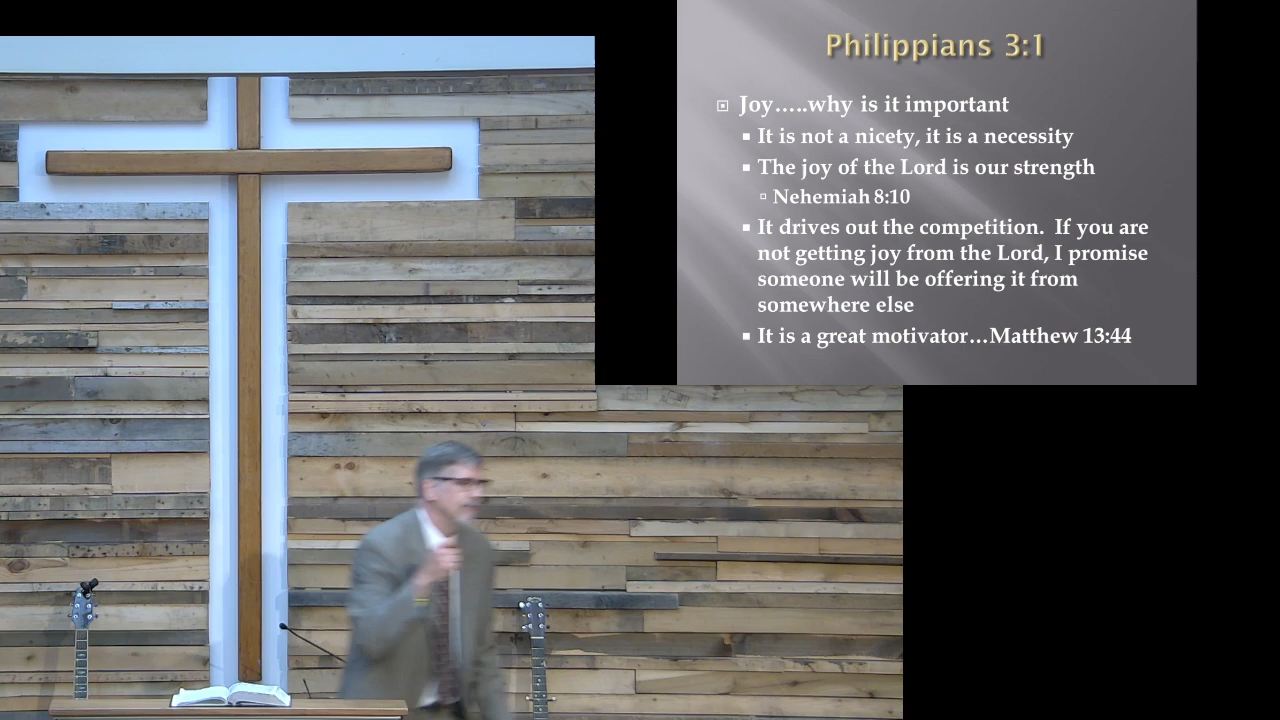 Philippians 3:1
Joy…..why is it important
It is not a nicety, it is a necessity
The joy of the Lord is our strength
Nehemiah 8:10
It drives out the competition. If you are
not getting joy from the Lord, I promise
someone will be offering it from
somewhere else
It is a great motivator…Matthew 13:44